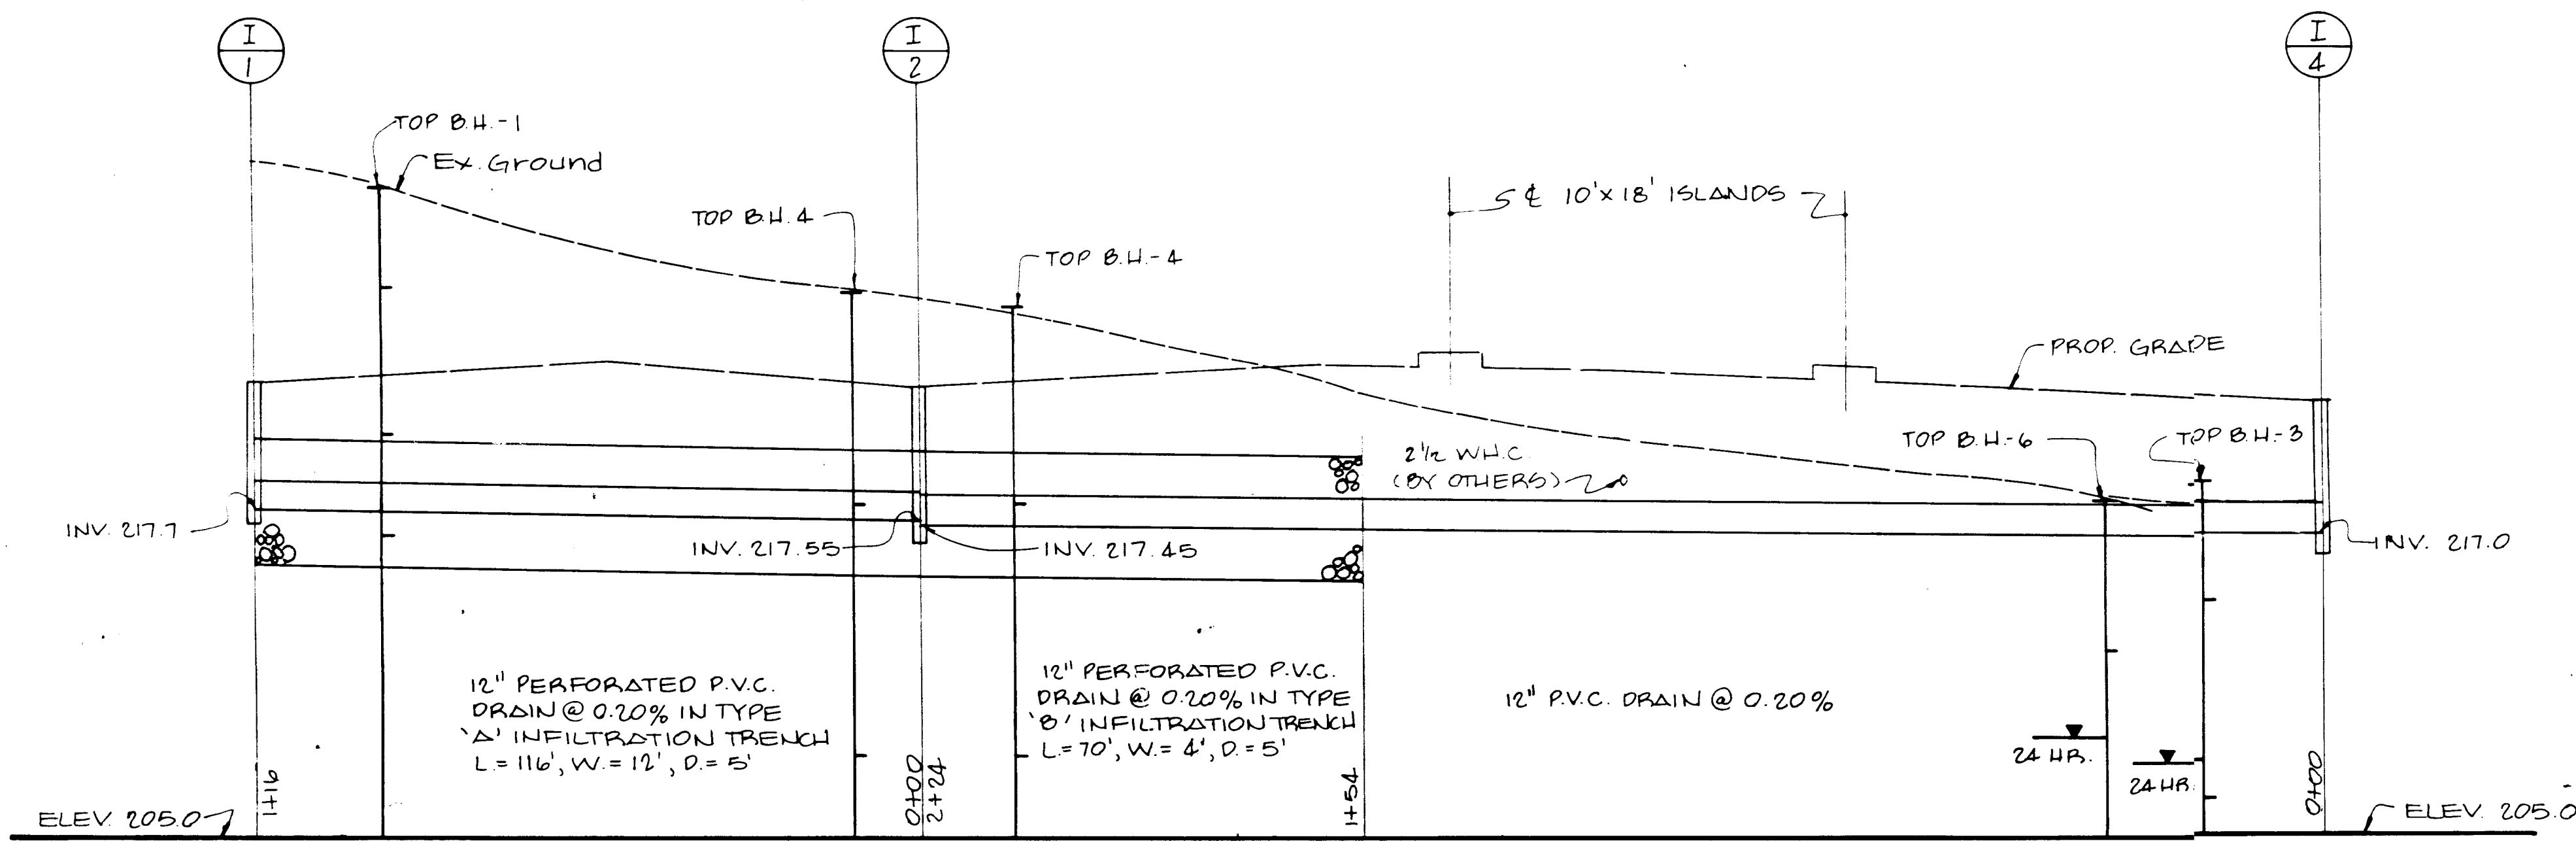 I
1
I
2
I
4
TOP B.H.-1
Ex. Ground
TOP B.H. 4
TOP B.H.-4
℄ 10'x18' ISLANDS
PROP. GRADE
2 1/2 W.H.C.
(BY OTHERS)
TOP B.H.-6
TOP B.H.-3
INV. 217.7
INV. 217.55
INV. 217.45
INV. 217.0
12" PERFORATED P.V.C.
DRAIN @ 0.20% IN TYPE
'A' INFILTRATION TRENCH
L.= 116', W.= 12', D.= 5'
12" PERFORATED P.V.C.
DRAIN @ 0.20% IN TYPE
'B' INFILTRATION TRENCH
L.= 70', W.= 4', D.= 5'
12" P.V.C. DRAIN @ 0.20%
24 HR.
24 HR.
1+16
0+00
2+24
1+54
0+00
ELEV. 205.0
ELEV. 205.0